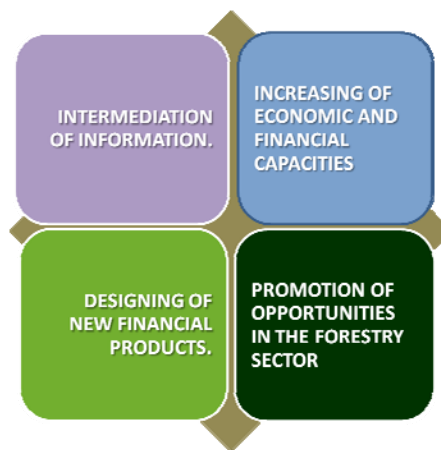 INTERMEDIATION
OF INFORMATION.
INCREASING OF
ECONOMIC AND
FINANCIAL
CAPACITIES
DESIGNING OF
NEW FINANCIAL
PRODUCTS.
PROMOTION OF
OPPORTUNITIES
IN THE FORESTRY
SECTOR